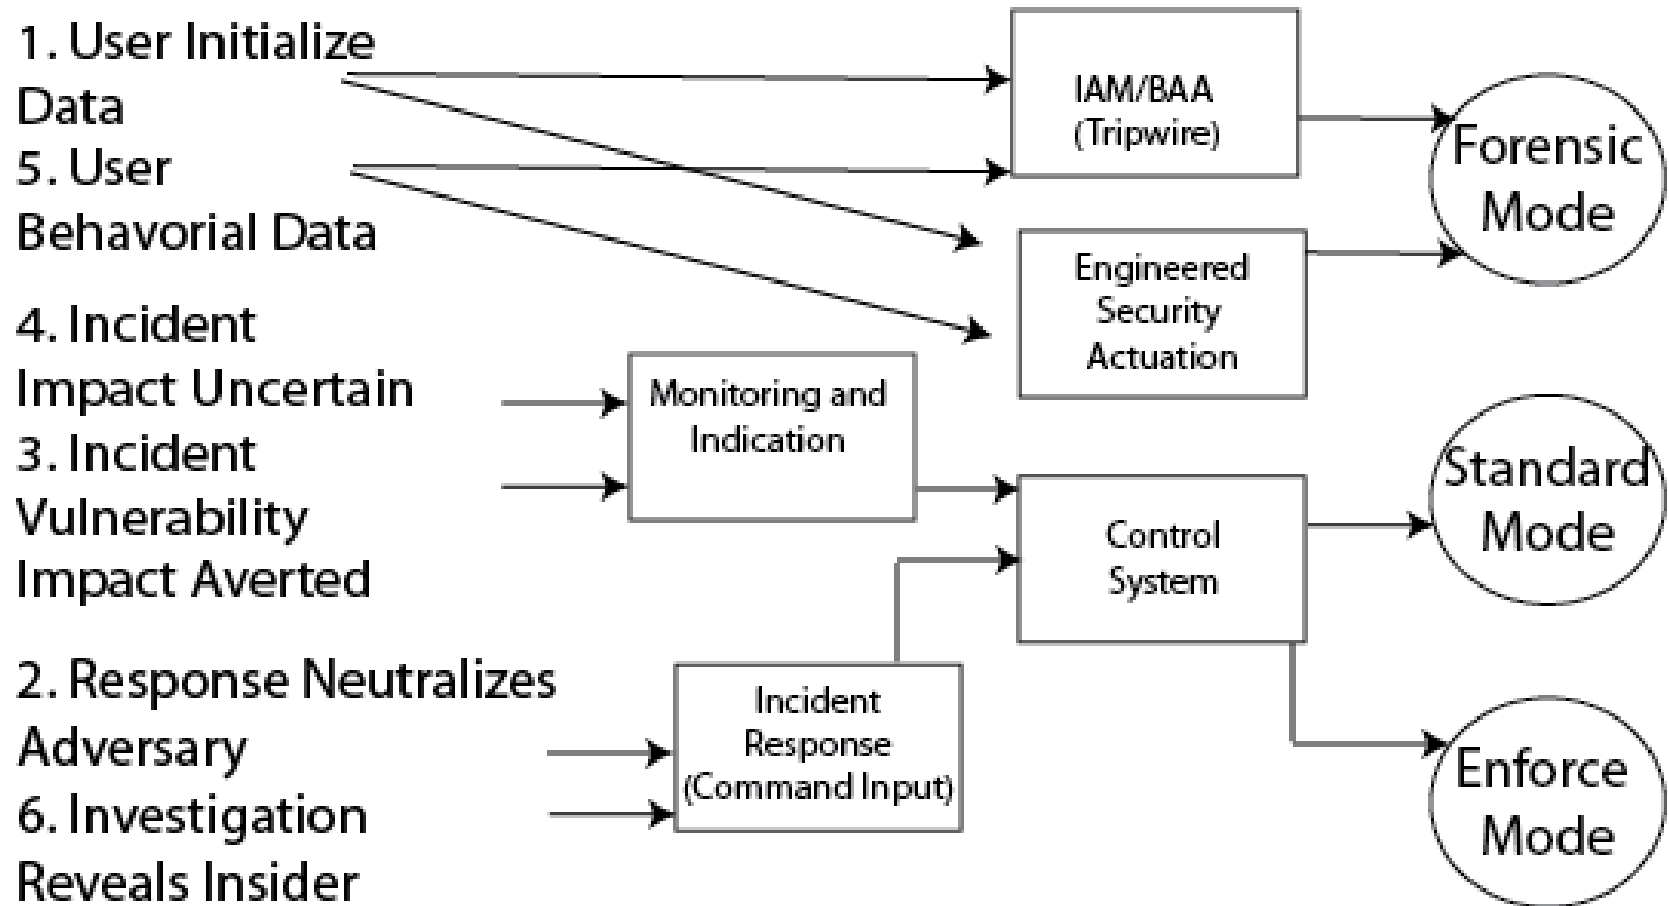 1. User Initialize
Data
5. User
Behavorial Data
4. Incident
Impact Uncertain
3. Incident
Vulnerability
Impact Averted
2. Response Neutralizes
Adversary
6. Investigation
Reveals Insider
Monitoring and
Indication
Incident
Response
(Command Input)
IAM/BAA
(Tripwire)
Engineered
Security
Actuation
Control
System
Forensic
Mode
Standard
Mode
Enforce
Mode